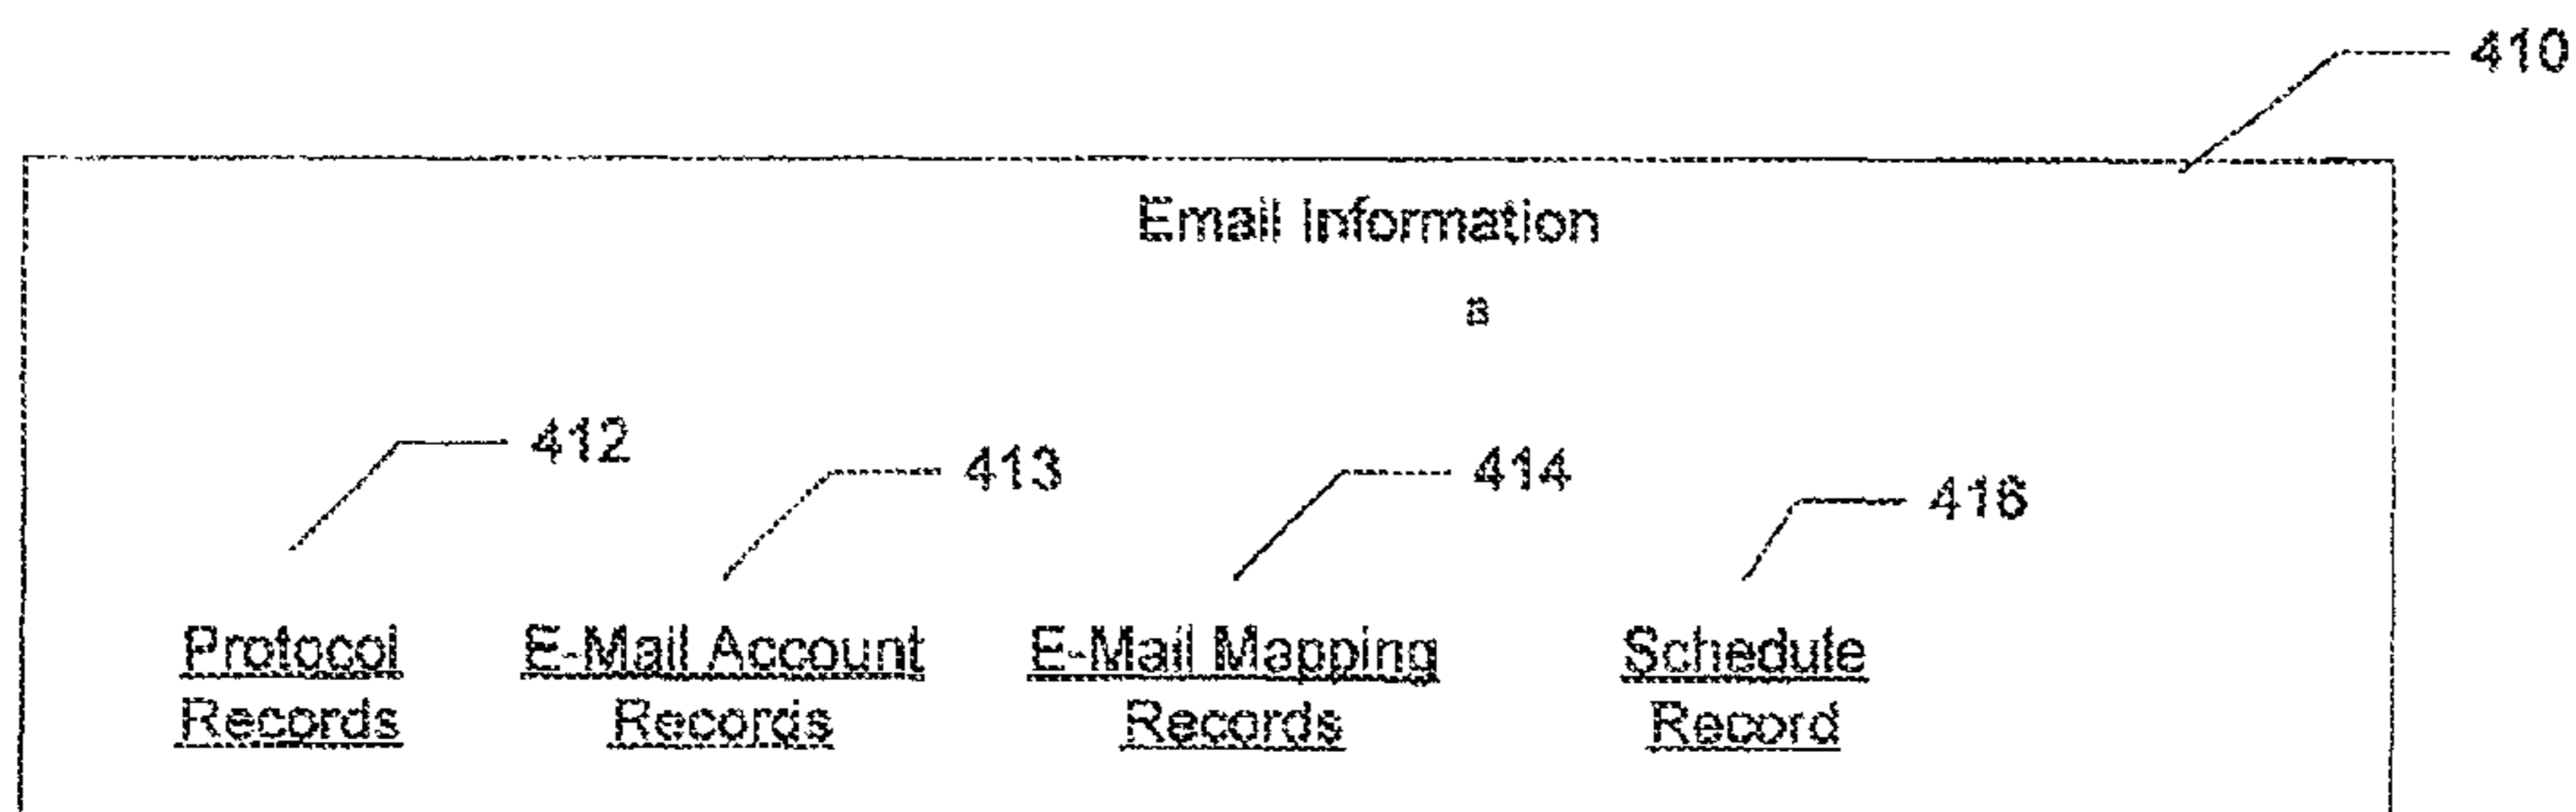 410
Email Information
a
412
413
414
416
Protocol Records
E-Mail Account Records
E-Mail Mapping Records
Schedule Record